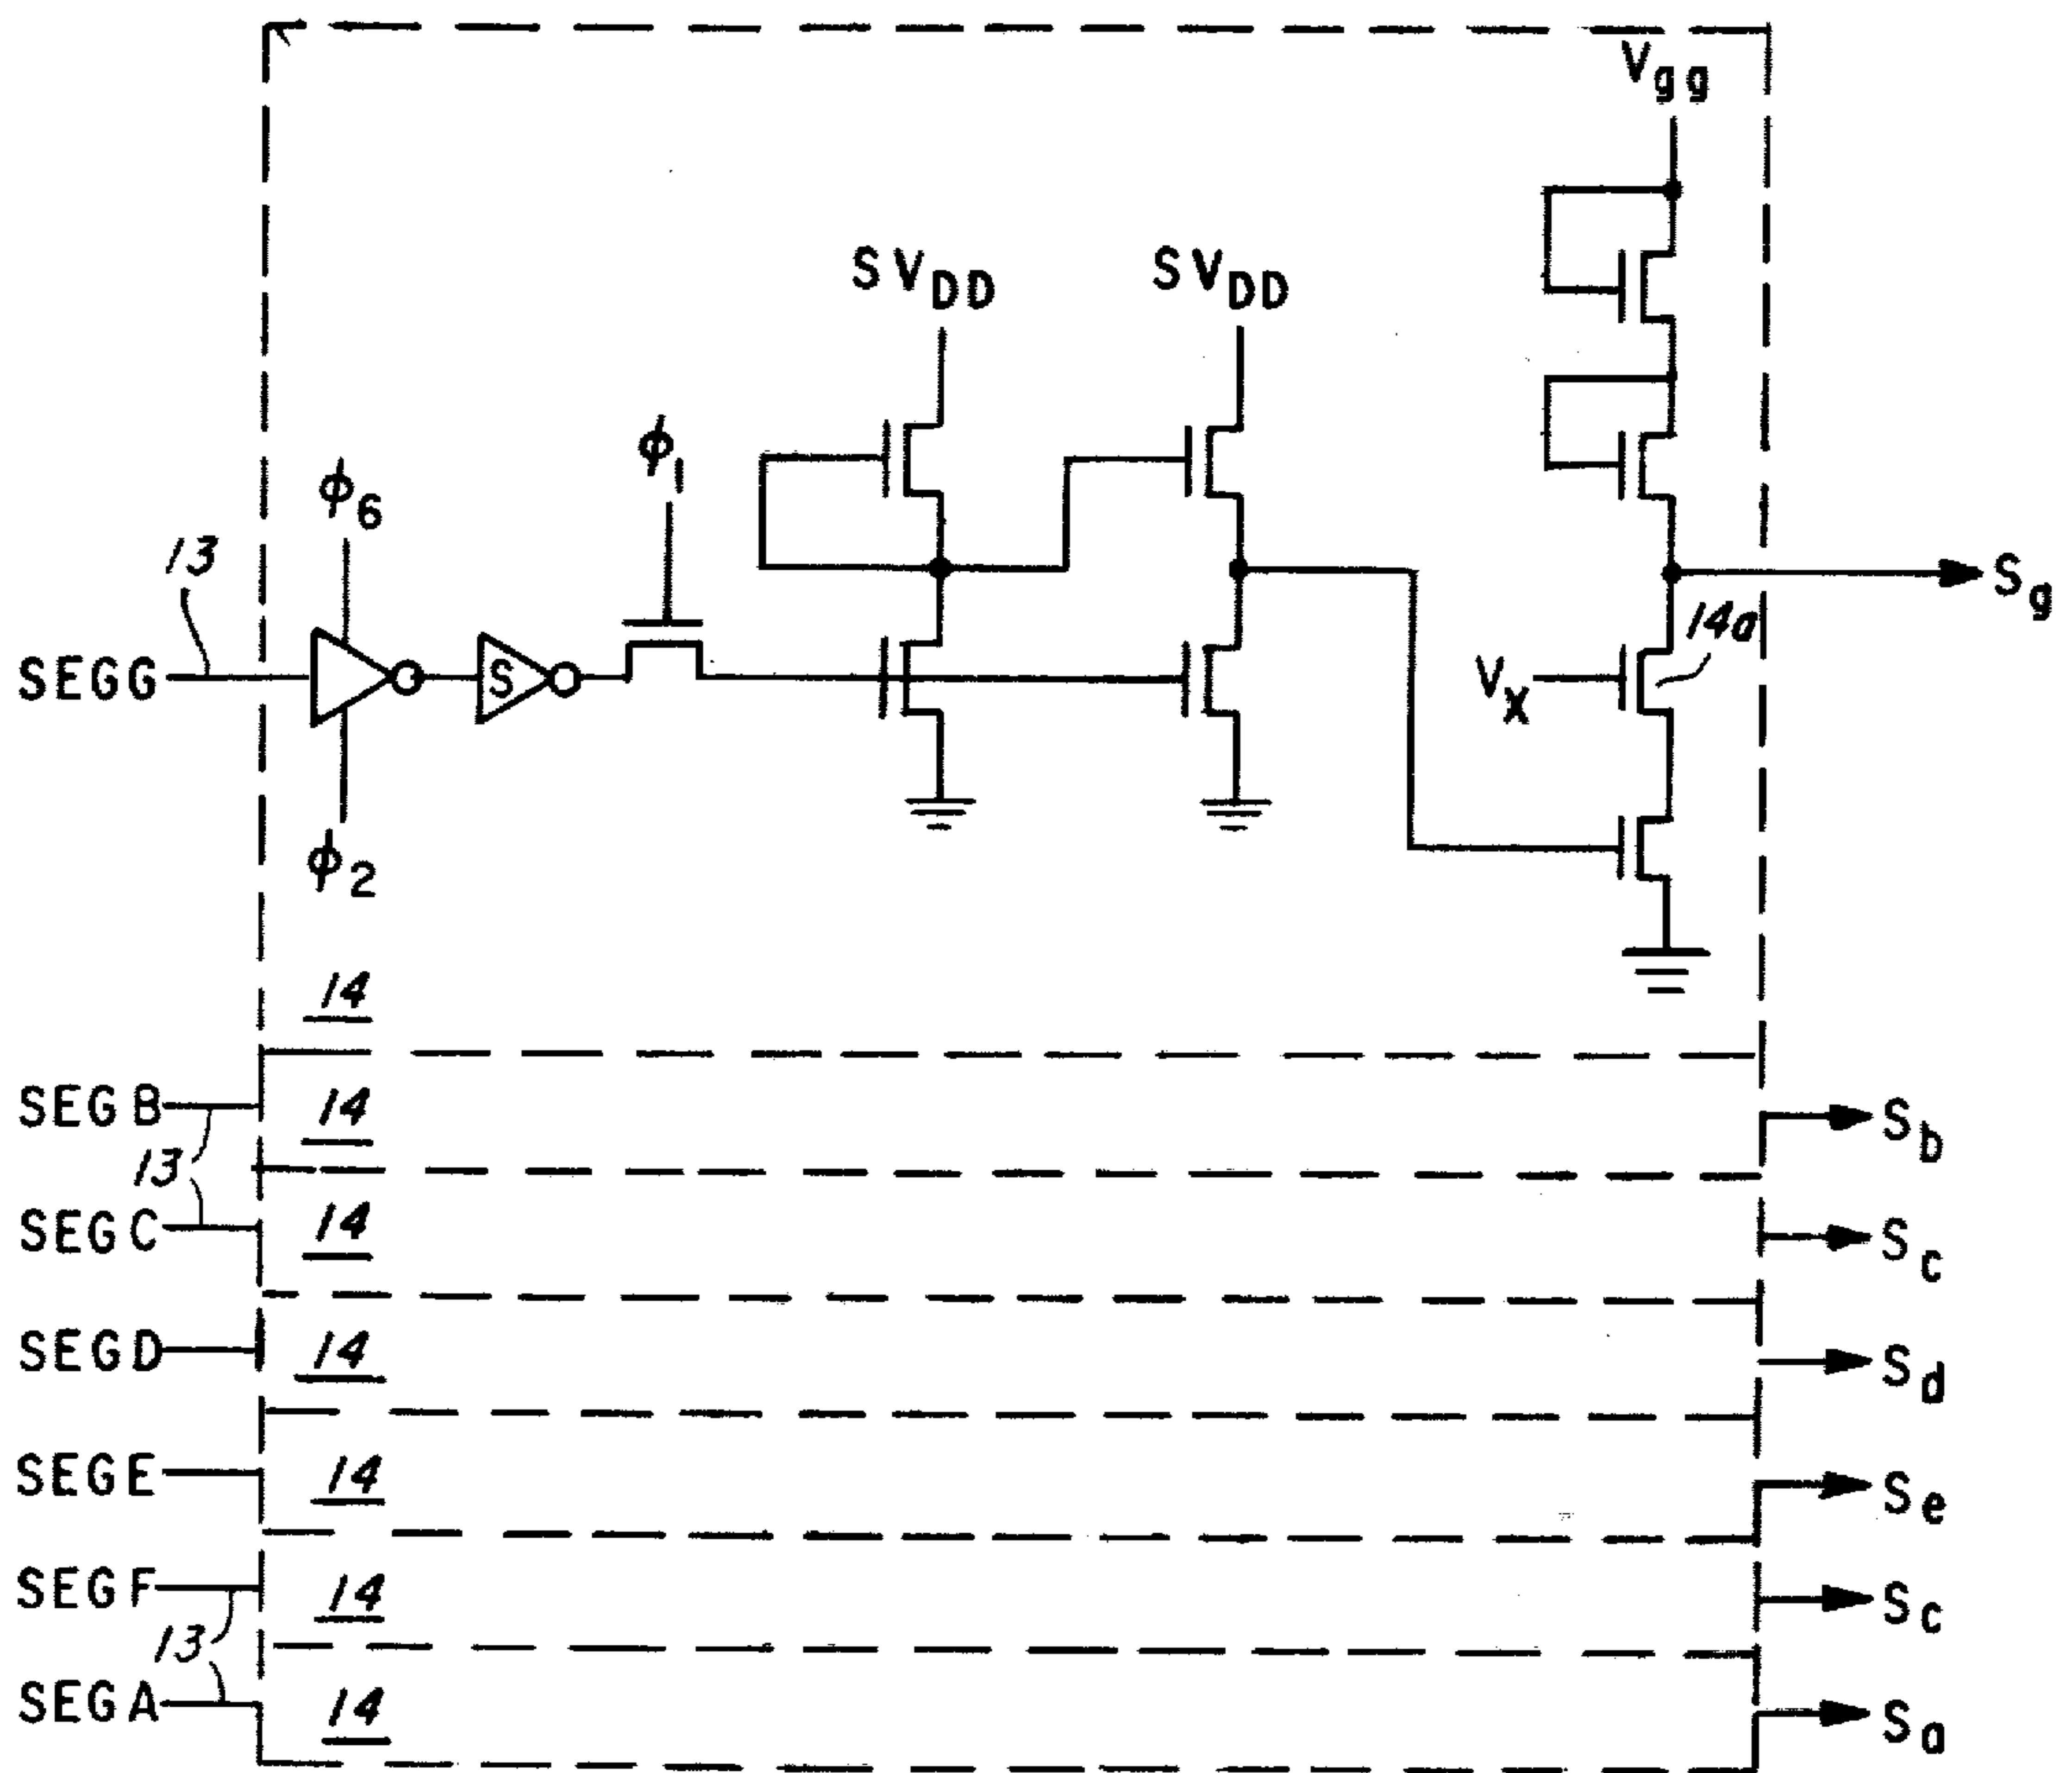 Vgg
SVDD SVDD
ϕ1
ϕ6
13
SEGG
S
ϕ2
VX
14a
Sg
14
SEG B
14
Sb
13
SEG C
14
Sc
SEG D
14
Sd
SEG E
14
Se
SEG F
14
Sc
13
SEG A
14
Sa